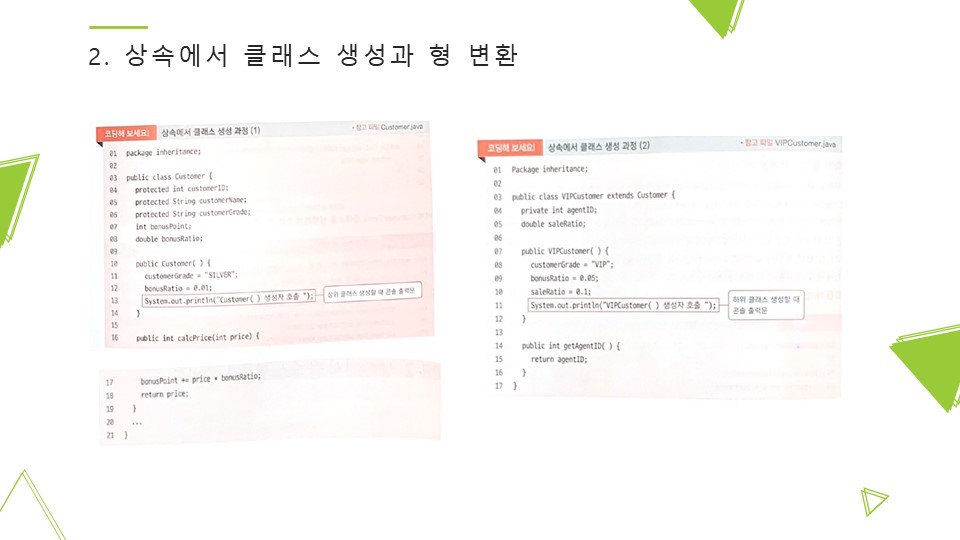 2. 상속에서 클래스 생성과 형 변환
코딩해 보세요! 상속에서 클래스 생성 과정 (1) • 참고 파일 Customer.java
01 package inheritance;
02
03 public class Customer {
04 protected int customerID;
05 protected String customerName;
06 protected String customerGrade;
07 int bonusPoint;
08 double bonusRatio;
09
10 public Customer( ) {
11 customerGrade = "SILVER";
12 bonusRatio = 0.01;
13 System.out.println("Customer( ) 생성자 호출 "); 상위 클래스 생성할 때 콘솔 출력문
14 }
15
16 public int calcPrice(int price) {
17 bonusPoint += price * bonusRatio;
18 return price;
19 }
20 ...
21 }
코딩해 보세요! 상속에서 클래스 생성 과정 (2) • 참고 파일 VIPCustomer.java
01 Package inheritance;
02
03 public class VIPCustomer extends Customer {
04 private int agentID;
05 double saleRatio;
06
07 public VIPCustomer( ) {
08 customerGrade = "VIP";
09 bonusRatio = 0.05;
10 saleRatio = 0.1;
11 System.out.println("VIPCustomer( ) 생성자 호출 "); 하위 클래스 생성할 때
콘솔 출력문
12 }
13
14 public int getAgentID( ) {
15 return agentID;
16 }
17 }